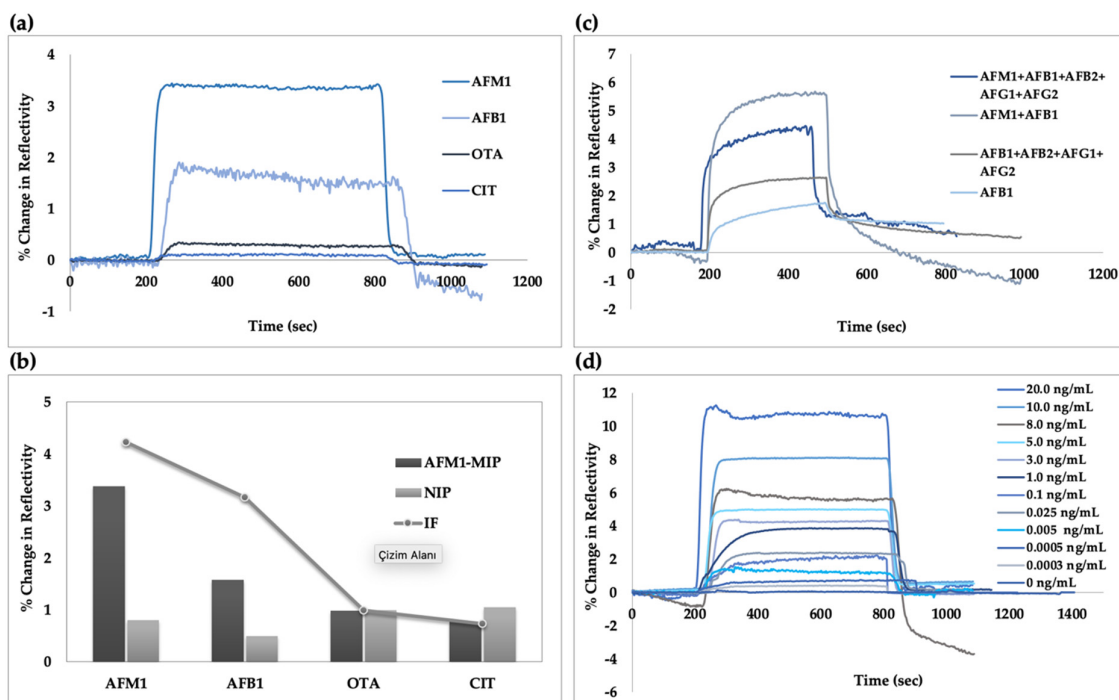 (a)
4
3
2
1
0
-1
0 200 400 600 800 1000 1200
% Change in Reflectivity
Time (sec)
AFM1
AFB1
OTA
CIT
(c)
7
6
5
4
3
2
1
0
-1
-2
0 200 400 600 800 1000 1200
% Change in Reflectivity
Time (sec)
AFM1+AFB1+AFB2+
AFG1+AFG2
AFM1+AFB1
AFB1+AFB2+AFG1+
AFG2
AFB1
(b)
5
4
3
2
1
0
% Change in Reflectivity
AFM1 AFB1 OTA CIT
AFM1-MIP
NIP
IF
Çizim Alanı
(d)
12
10
8
6
4
2
0
-2
-4
-6
0 200 400 600 800 1000 1200 1400
% Change in Reflectivity
Time (sec)
20.0 ng/mL
10.0 ng/mL
8.0 ng/mL
5.0 ng/mL
3.0 ng/mL
1.0 ng/mL
0.1 ng/mL
0.025 ng/mL
0.005 ng/mL
0.0005 ng/mL
0.0003 ng/mL
0 ng/mL